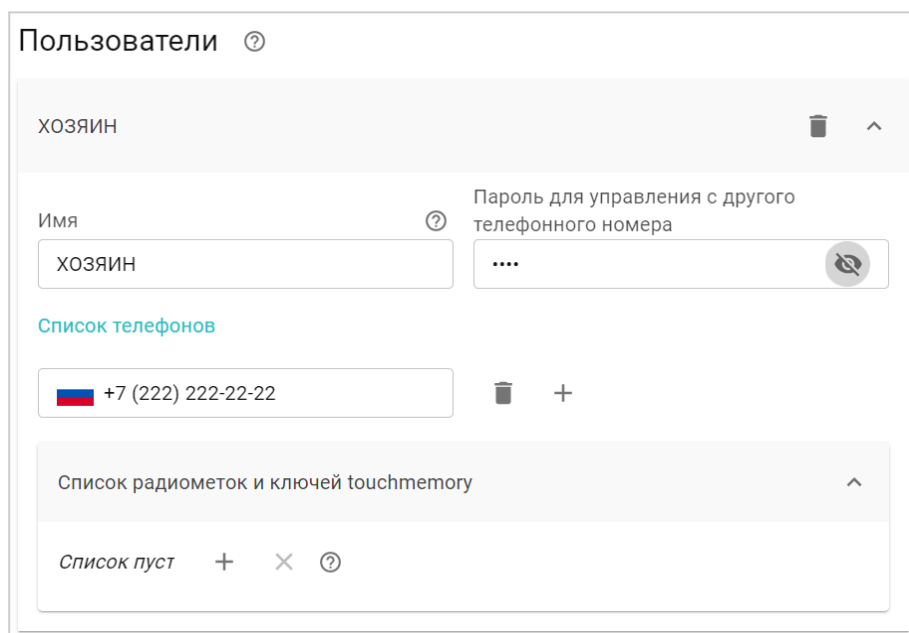 Пользователи
ХОЗЯИН
Имя
Пароль для управления с другого
телефонного номера
ХОЗЯИН
••••
Список телефонов
+7 (222) 222-22-22
Список радиометок и ключей touchmemory
Список пуст